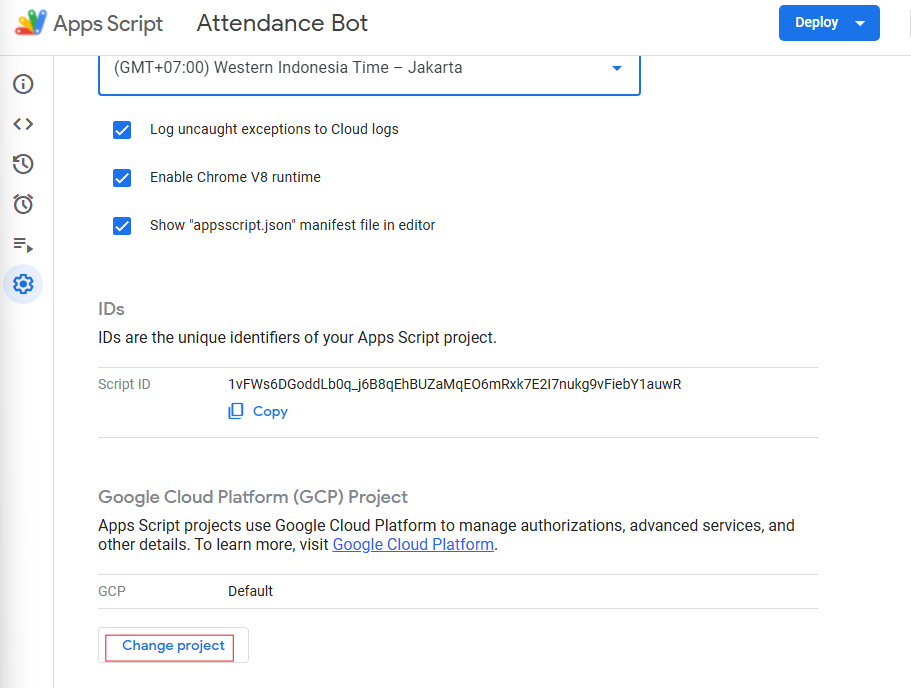 Apps Script
Attendance Bot
Deploy
(GMT+07:00) Western Indonesia Time – Jakarta
Log uncaught exceptions to Cloud logs
Enable Chrome V8 runtime
Show "appsscript.json" manifest file in editor
IDs
IDs are the unique identifiers of your Apps Script project.
Script ID
1vFWs6DGoddLb0q_j6B8qEhBUZaMqEO6mRxk7E2I7nukg9vFiebY1auwR
Copy
Google Cloud Platform (GCP) Project
Apps Script projects use Google Cloud Platform to manage authorizations, advanced services, and
other details. To learn more, visit Google Cloud Platform.
GCP
Default
Change project